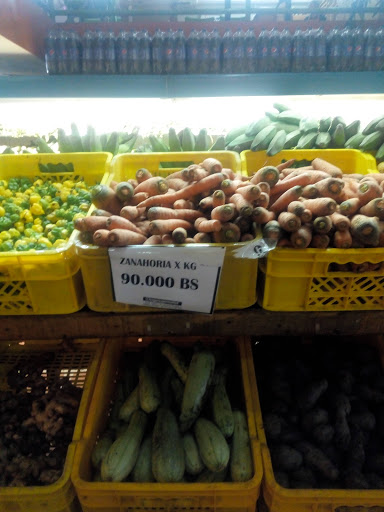 ZANAHORIA X KG
90.000 BS